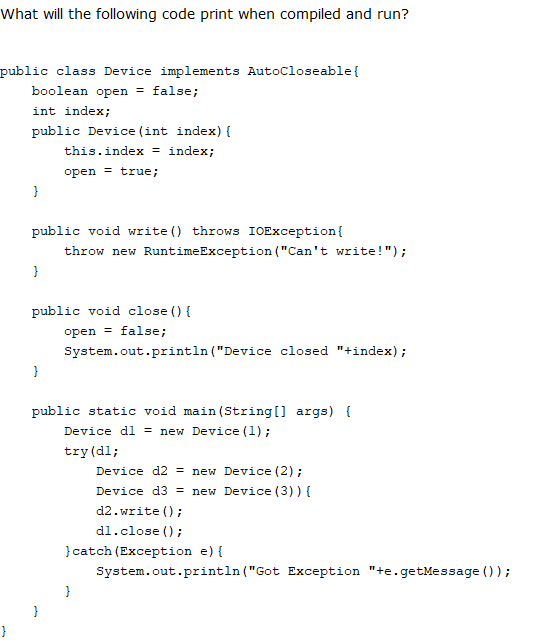 What will the following code print when compiled and run?
public class Device implements AutoCloseable{
boolean open = false;
int index;
public Device(int index){
this.index = index;
open = true;
}
public void write() throws IOException{
throw new RuntimeException("Can't write!");
}
public void close(){
open = false;
System.out.println("Device closed "+index);
}
public static void main(String[] args) {
Device d1 = new Device(1);
try(d1;
Device d2 = new Device(2);
Device d3 = new Device(3)){
d2.write();
d1.close();
}catch(Exception e){
System.out.println("Got Exception "+e.getMessage());
}
}
}